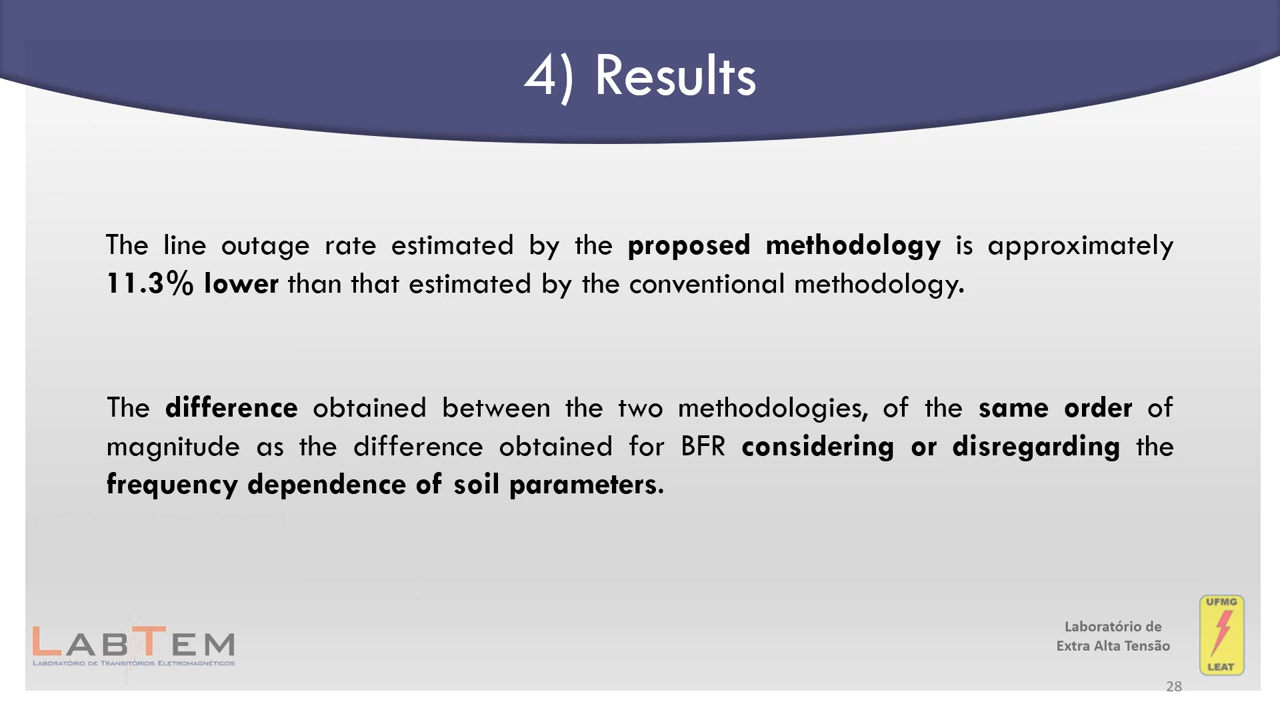 4) Results
The line outage rate estimated by the proposed methodology is approximately
11.3% lower than that estimated by the conventional methodology.
The difference obtained between the two methodologies, of the same order of
magnitude as the difference obtained for BFR considering or disregarding the
frequency dependence of soil parameters.
LABTEM
LABORATÓRIO DE TRANSITÓRIOS ELETROMAGNÉTICOS
Laboratório de
Extra Alta Tensão
UFMG
LEAT
28